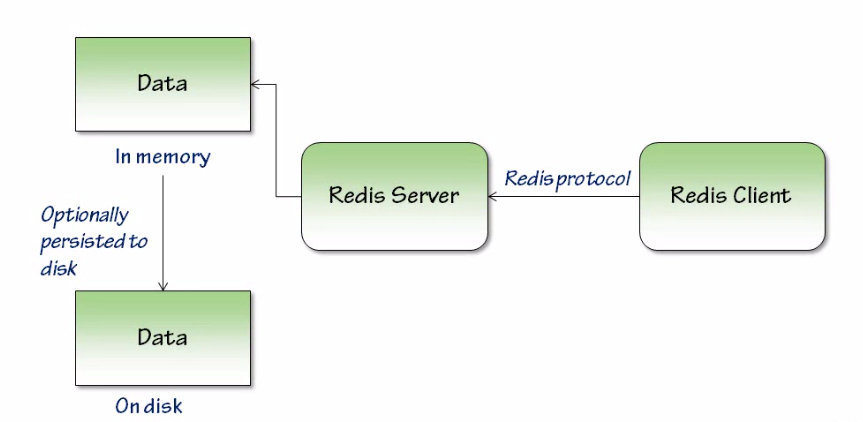 Data
In memory
Optionally
persisted to
disk
Data
On disk
Redis Server
Redis protocol
Redis Client